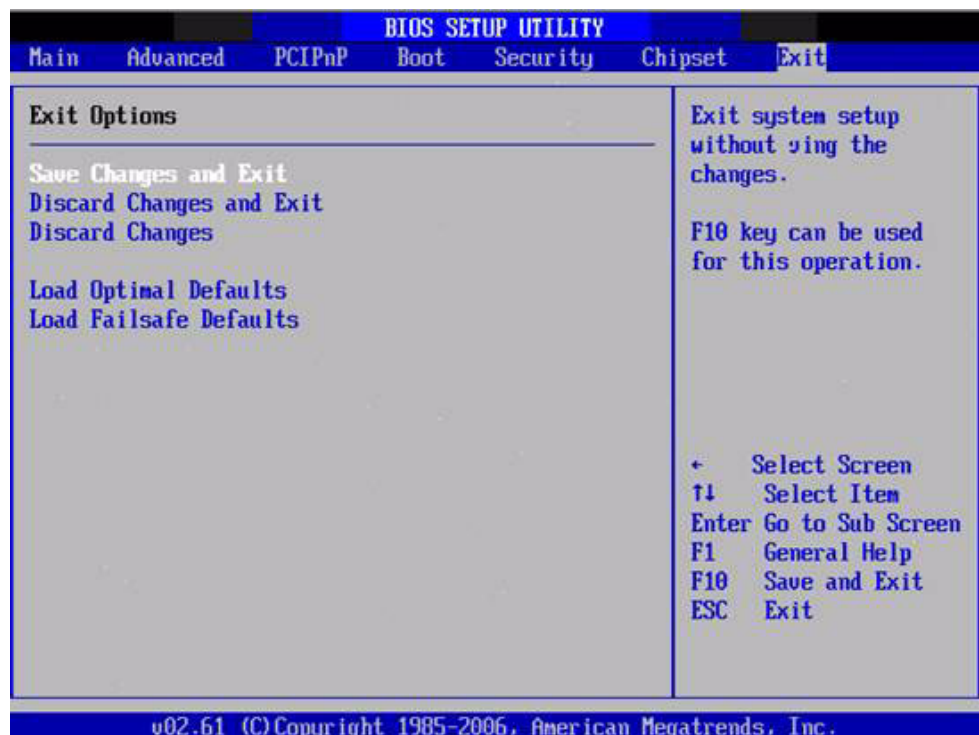 BIOS SETUP UTILITY
Main Advanced PCIPnP Boot Security Chipset Exit
Exit Options
Save Changes and Exit
Discard Changes and Exit
Discard Changes
Load Optimal Defaults
Load Failsafe Defaults
Exit system setup
without the
changes.
F10 key can be used
for this operation.
← Select Screen
↑↓ Select Item
Enter Go to Sub Screen
F1 General Help
F10 Save and Exit
ESC Exit
v02.61 (C)Copyright 1985-2006, American Megatrends, Inc.